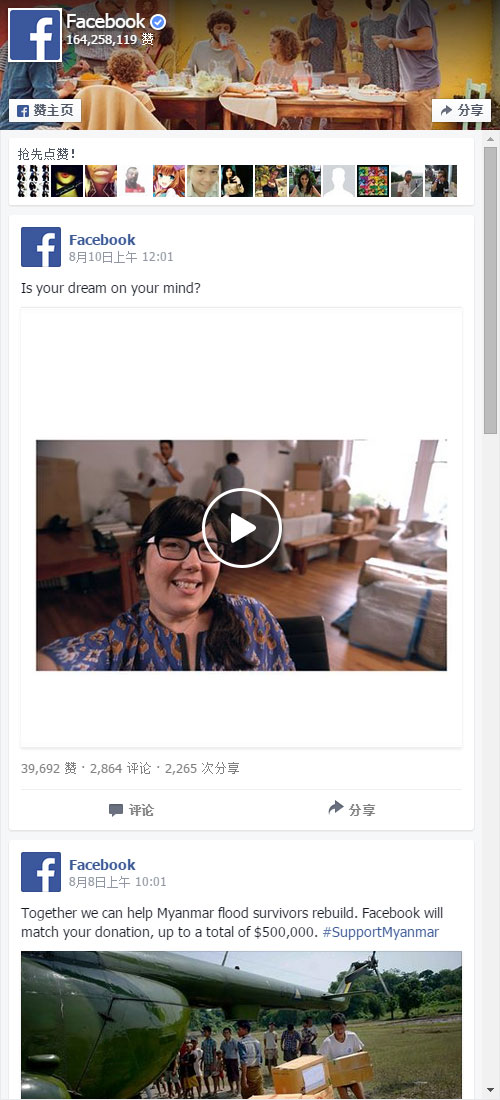 Facebook
164,258,119 赞
赞主页
分享
抢先点赞！
Facebook
8月10日上午 12:01
Is your dream on your mind?
39,692 赞 · 2,864 评论 · 2,265 次分享
评论
分享
Facebook
8月8日上午 10:01
Together we can help Myanmar flood survivors rebuild. Facebook will
match your donation, up to a total of $500,000. #SupportMyanmar